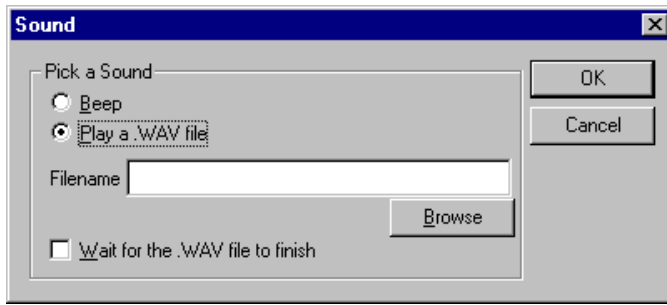 Sound
Pick a Sound
Beep
Play a .WAV file
Filename
Browse
Wait for the .WAV file to finish
OK
Cancel